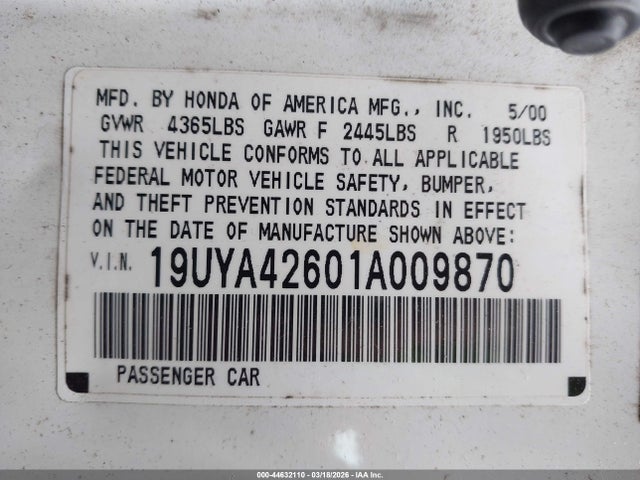 MFD. BY HONDA OF AMERICA MFG., INC. 5/00
GVWR 4365LBS GAWR F 2445LBS R 1950LBS
THIS VEHICLE CONFORMS TO ALL APPLICABLE
FEDERAL MOTOR VEHICLE SAFETY, BUMPER,
AND THEFT PREVENTION STANDARDS IN EFFECT
ON THE DATE OF MANUFACTURE SHOWN ABOVE:
V.I.N. 19UYA42601A009870
PASSENGER CAR
000-44632110 - 03/18/2026 - IAAI.com